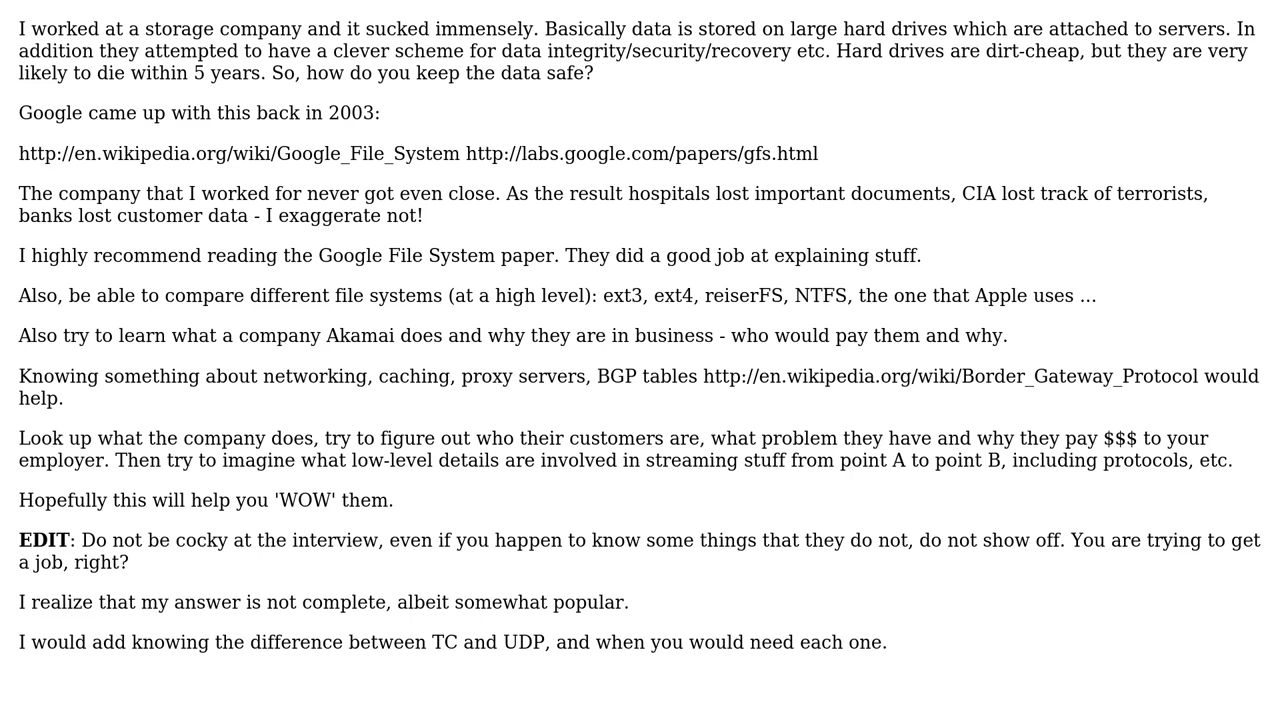 I worked at a storage company and it sucked immensely. Basically data is stored on large hard drives which are attached to servers. In
addition they attempted to have a clever scheme for data integrity/security/recovery etc. Hard drives are dirt-cheap, but they are very
likely to die within 5 years. So, how do you keep the data safe?
Google came up with this back in 2003:
http://en.wikipedia.org/wiki/Google_File_System http://labs.google.com/papers/gfs.html
The company that I worked for never got even close. As the result hospitals lost important documents, CIA lost track of terrorists,
banks lost customer data - I exaggerate not!
I highly recommend reading the Google File System paper. They did a good job at explaining stuff.
Also, be able to compare different file systems (at a high level): ext3, ext4, reiserFS, NTFS, the one that Apple uses ...
Also try to learn what a company Akamai does and why they are in business - who would pay them and why.
Knowing something about networking, caching, proxy servers, BGP tables http://en.wikipedia.org/wiki/Border_Gateway_Protocol would
help.
Look up what the company does, try to figure out who their customers are, what problem they have and why they pay $$$ to your
employer. Then try to imagine what low-level details are involved in streaming stuff from point A to point B, including protocols, etc.
Hopefully this will help you 'WOW' them.
EDIT: Do not be cocky at the interview, even if you happen to know some things that they do not, do not show off. You are trying to get
a job, right?
I realize that my answer is not complete, albeit somewhat popular.
I would add knowing the difference between TC and UDP, and when you would need each one.